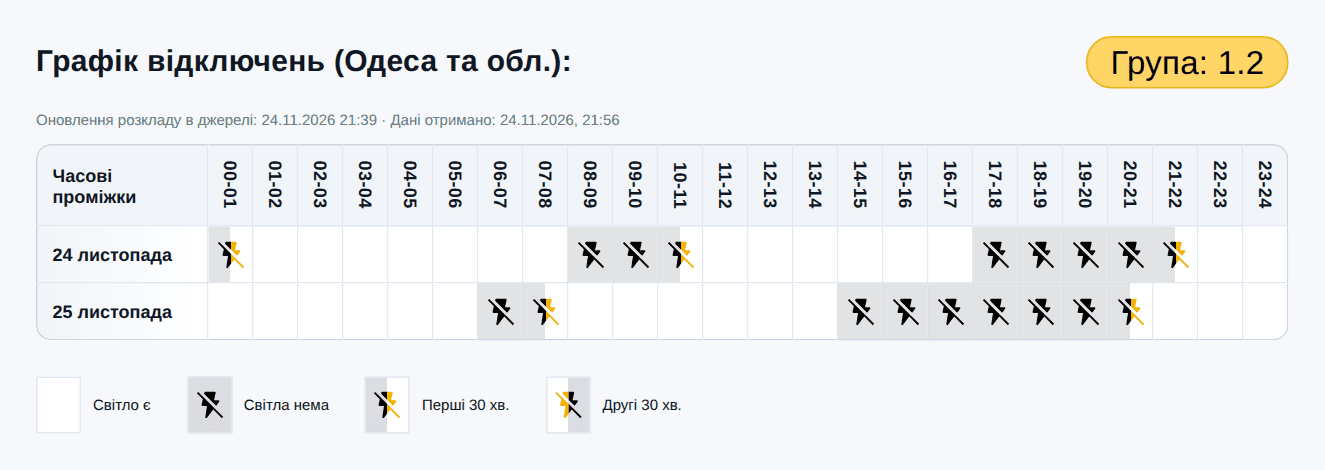 Графік відключень (Одеса та обл.):
Група: 1.2
Оновлення розкладу в джерелі: 24.11.2026 21:39 · Дані отримано: 24.11.2026, 21:56
Часові
проміжки
00-01
01-02
02-03
03-04
04-05
05-06
06-07
07-08
08-09
09-10
10-11
11-12
12-13
13-14
14-15
15-16
16-17
17-18
18-19
19-20
20-21
21-22
22-23
23-24
24 листопада
25 листопада
Світло є
Світла нема
Перші 30 хв.
Другі 30 хв.